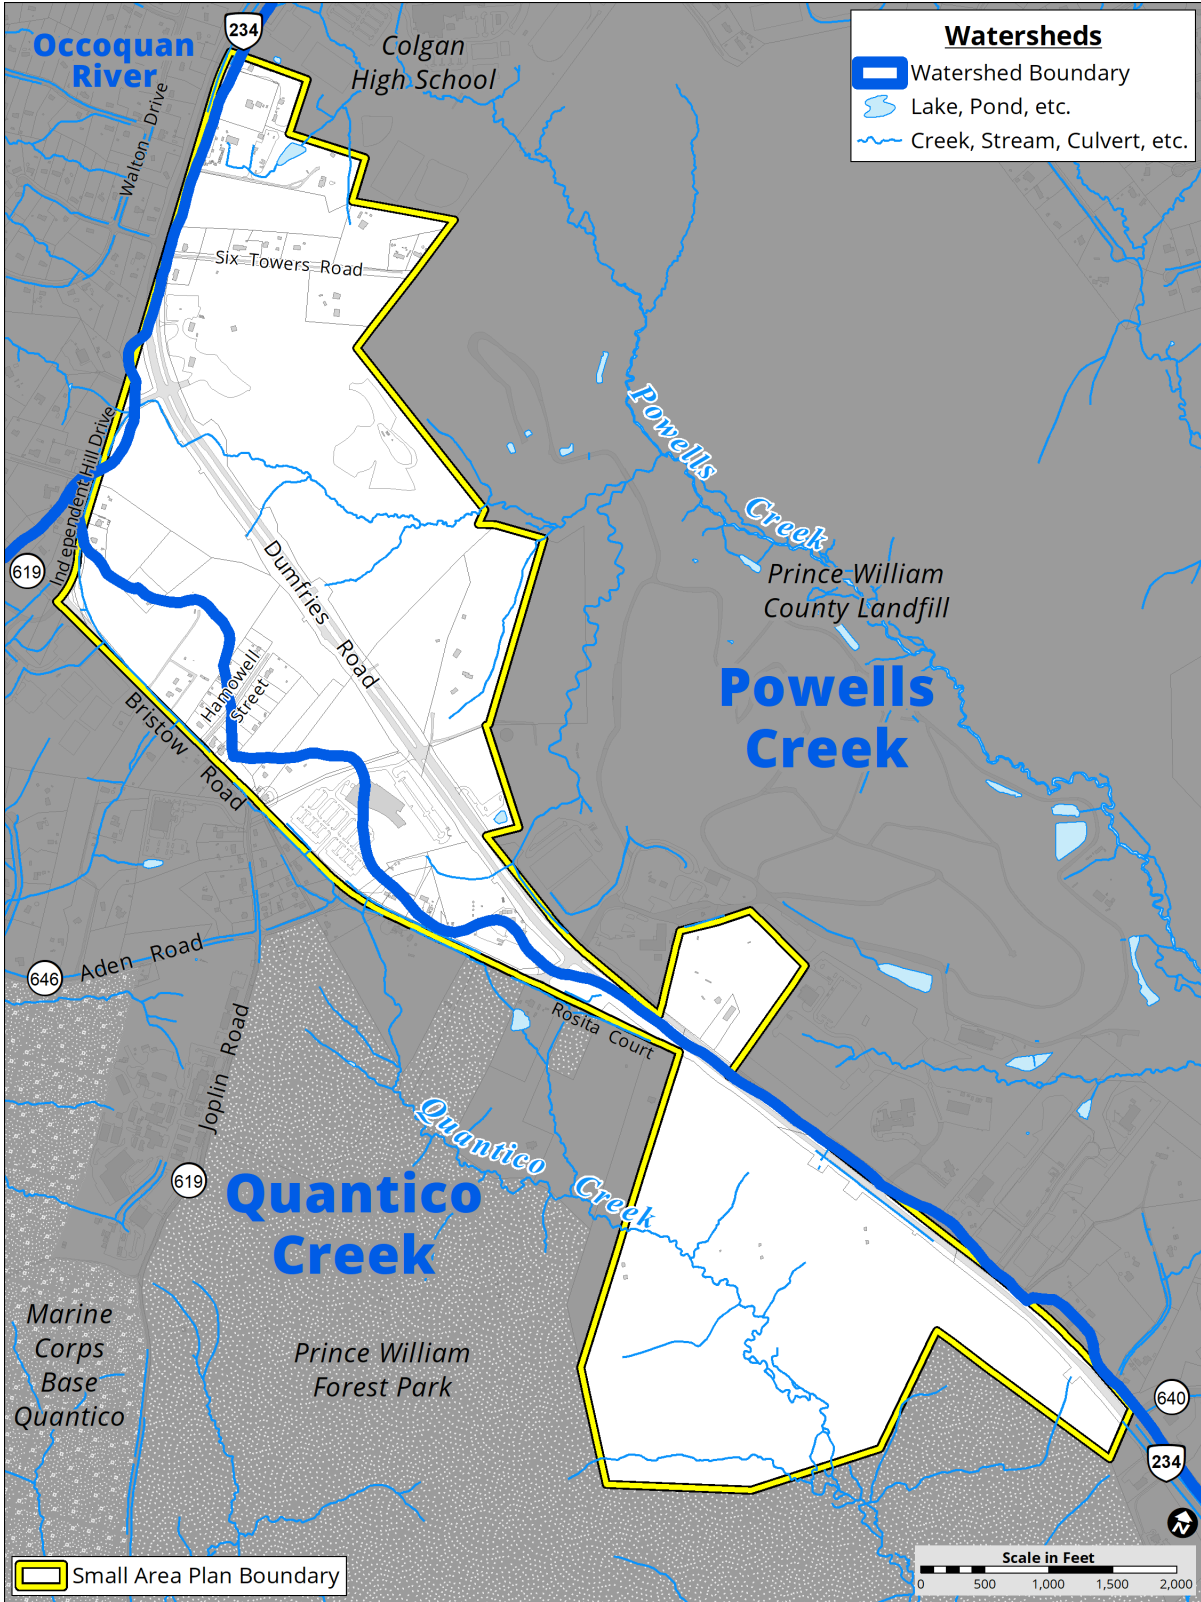 234
Occoquan
River
Colgan
High School
Watersheds
Watershed Boundary
Lake, Pond, etc.
Creek, Stream, Culvert, etc.
Walton Drive
Six Towers Road
Powells Creek
Independent Hill Drive
619
Dumfries Road
Prince William
County Landfill
Hamowell
Street
Powells
Creek
Bristow Road
646
Aden Road
Joplin Road
Rosita Court
Quantico Creek
619
Quantico
Creek
Marine
Corps
Base
Quantico
Prince William
Forest Park
640
234
N
Small Area Plan Boundary
Scale in Feet
0 500 1,000 1,500 2,000